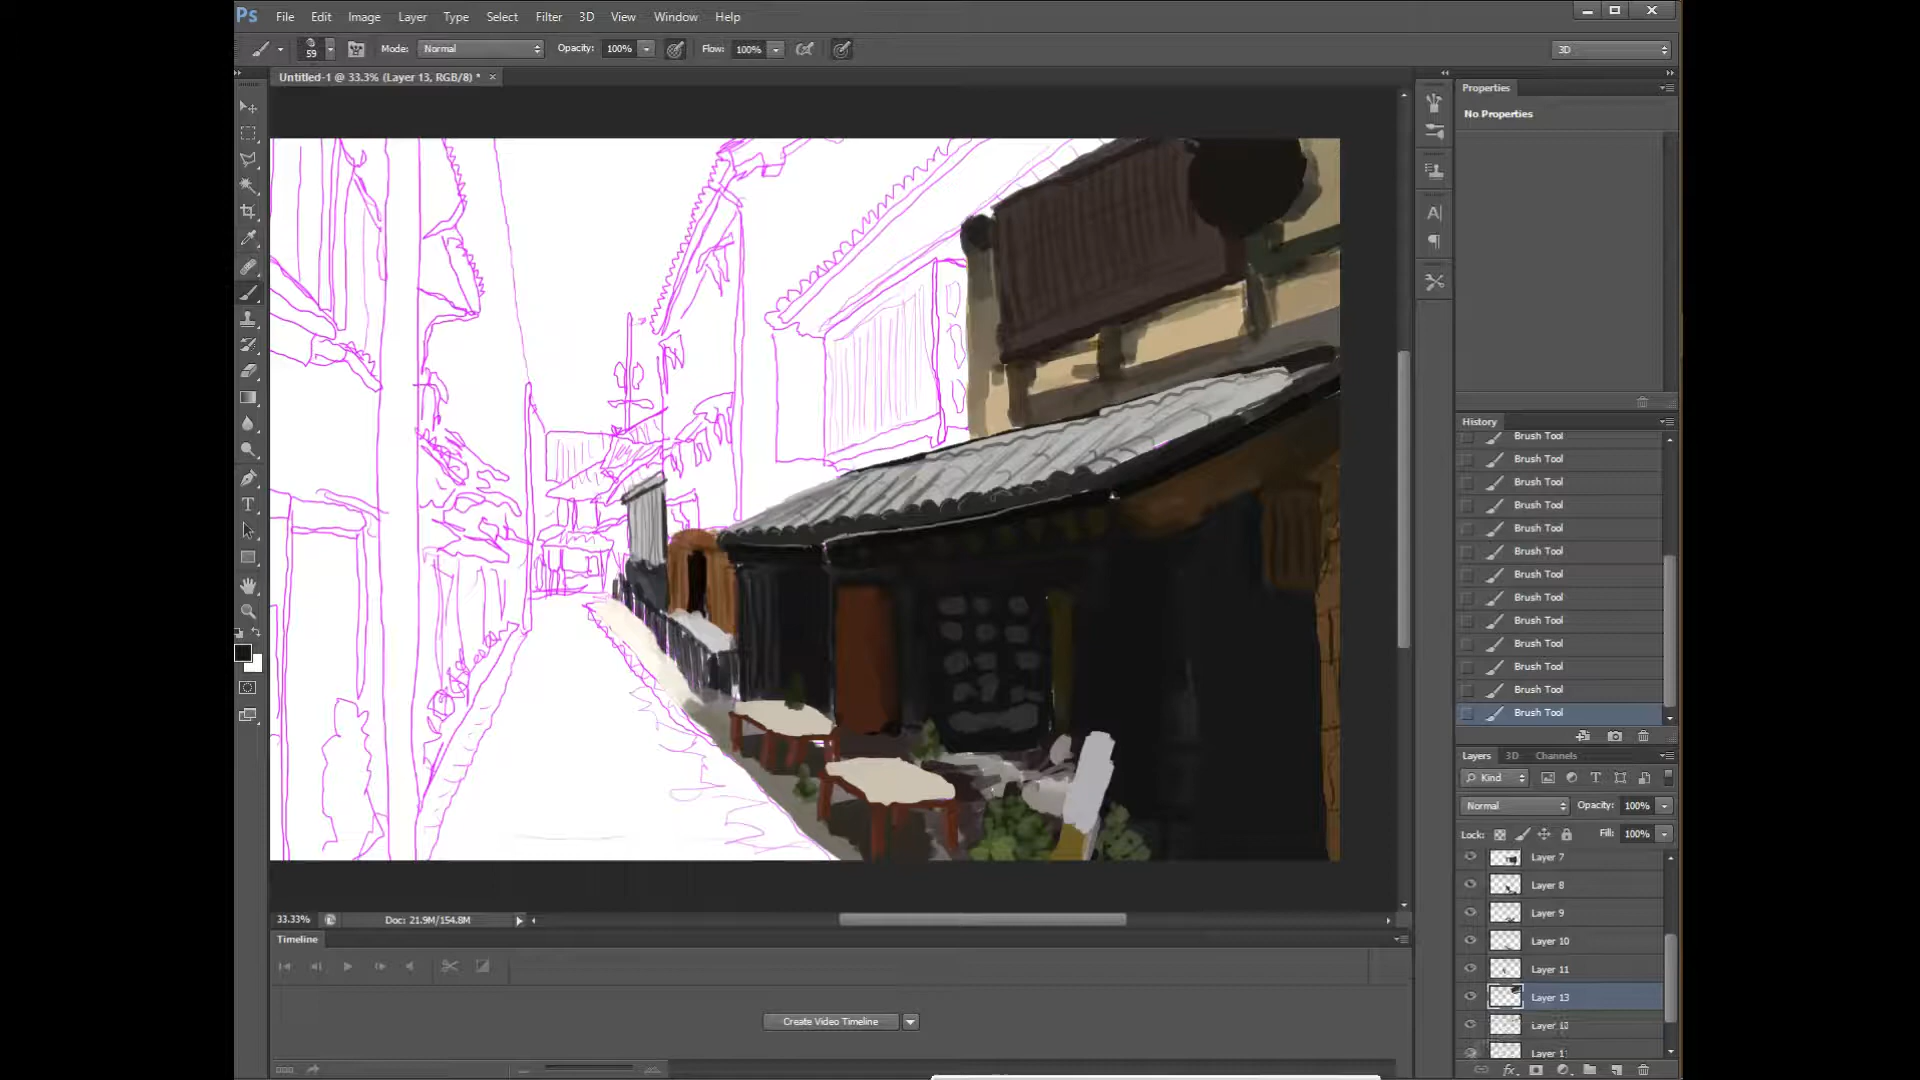 Ps File Edit Image Layer Type Select Filter 3D View Window Help
59 Mode: Normal Opacity: 100% Flow: 100% 3D
Untitled-1 @ 33.3% (Layer 13, RGB/8) * ×
Properties
No Properties
History
Brush Tool
Brush Tool
Brush Tool
Brush Tool
Brush Tool
Brush Tool
Brush Tool
Brush Tool
Brush Tool
Brush Tool
Brush Tool
Brush Tool
Brush Tool
Layers 3D Channels
Kind
Normal Opacity: 100%
Lock: Fill: 100%
Layer 7
Layer 8
Layer 9
Layer 10
Layer 11
Layer 13
33.33% Doc: 21.9M/154.8M
Timeline
Create Video Timeline